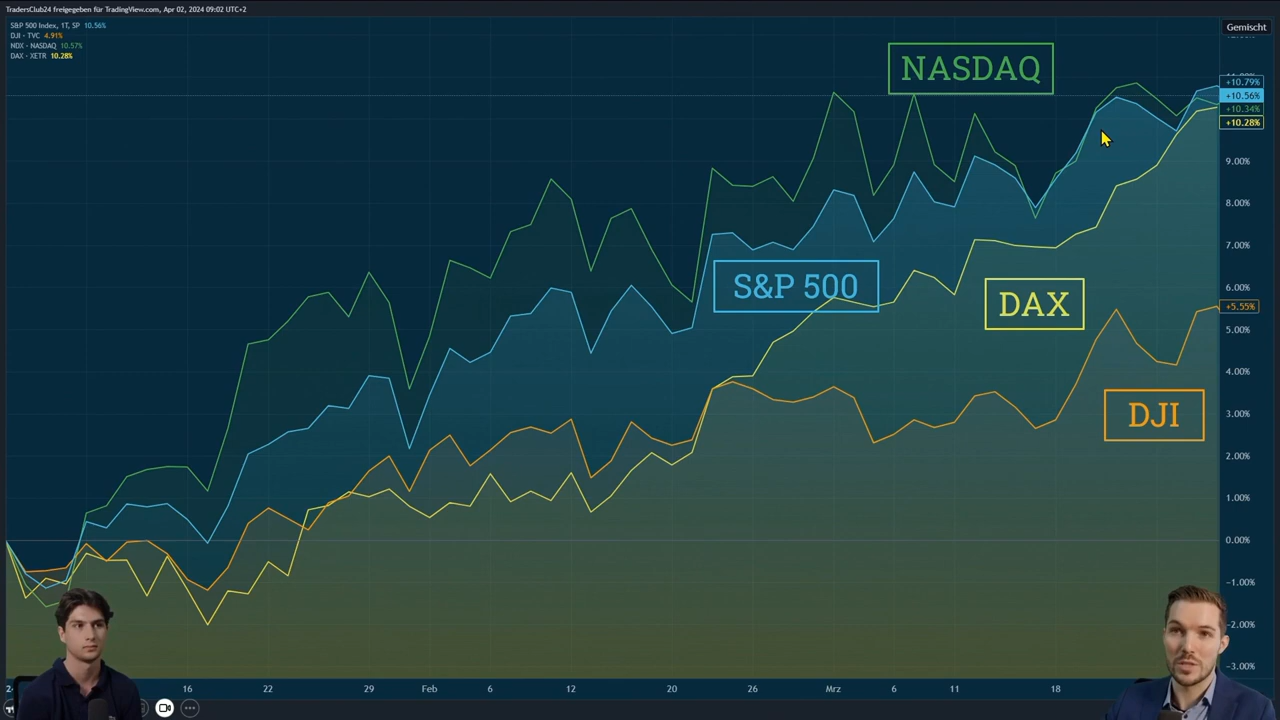 TradersClub24 freigegeben für TradingView.com, Apr 02, 2024 09:02 UTC+2
S&P 500 Index, 1T, SP 10.56%
DJI - TVC 4.91%
NDX - NASDAQ 10.57%
DAX - XETR 10.28%
Gemischt
NASDAQ
S&P 500
DAX
DJI
+10.79%
+10.56%
+10.34%
+10.28%
9.00%
8.00%
7.00%
6.00%
+5.55%
5.00%
4.00%
3.00%
2.00%
1.00%
0.00%
−1.00%
−2.00%
−3.00%
16 22 29 Feb 6 12 20 26 Mrz 6 11 18